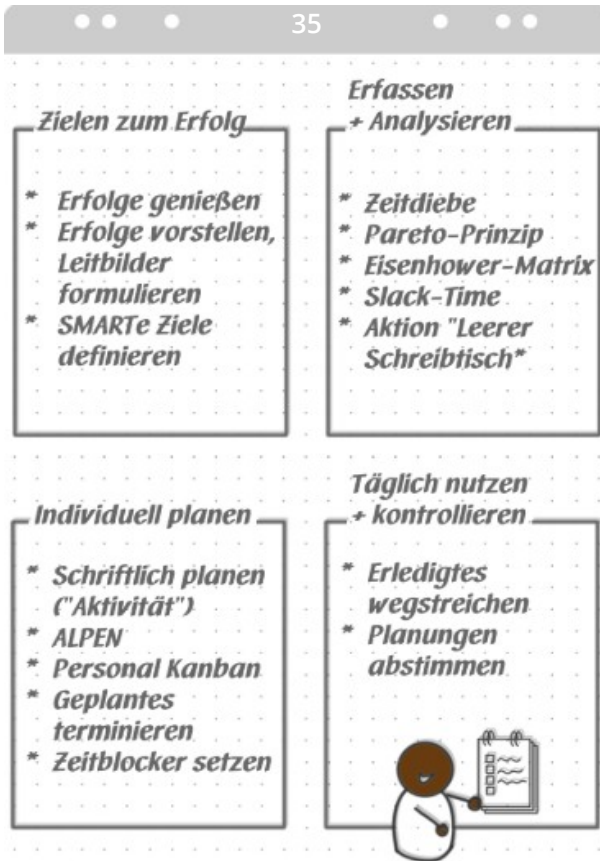 35
Zielen zum Erfolg
* Erfolge genießen
* Erfolge vorstellen,
Leitbilder
formulieren
* SMARTe Ziele
definieren
Erfassen
+ Analysieren
* Zeitdiebe
* Pareto-Prinzip
* Eisenhower-Matrix
* Slack-Time
* Aktion "Leerer
Schreibtisch*
Individuell planen
* Schriftlich planen
("Aktivität")
* ALPEN
* Personal Kanban
* Geplantes
terminieren
* Zeitblocker setzen
Täglich nutzen
+ kontrollieren
* Erledigtes
wegstreichen
* Planungen
abstimmen